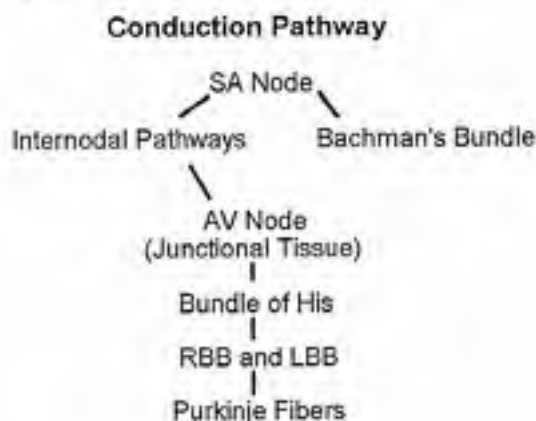 Conduction Pathway
SA Node
Internodal Pathways
Bachman's Bundle
AV Node
(Junctional Tissue)
Bundle of His
RBB and LBB
Purkinje Fibers